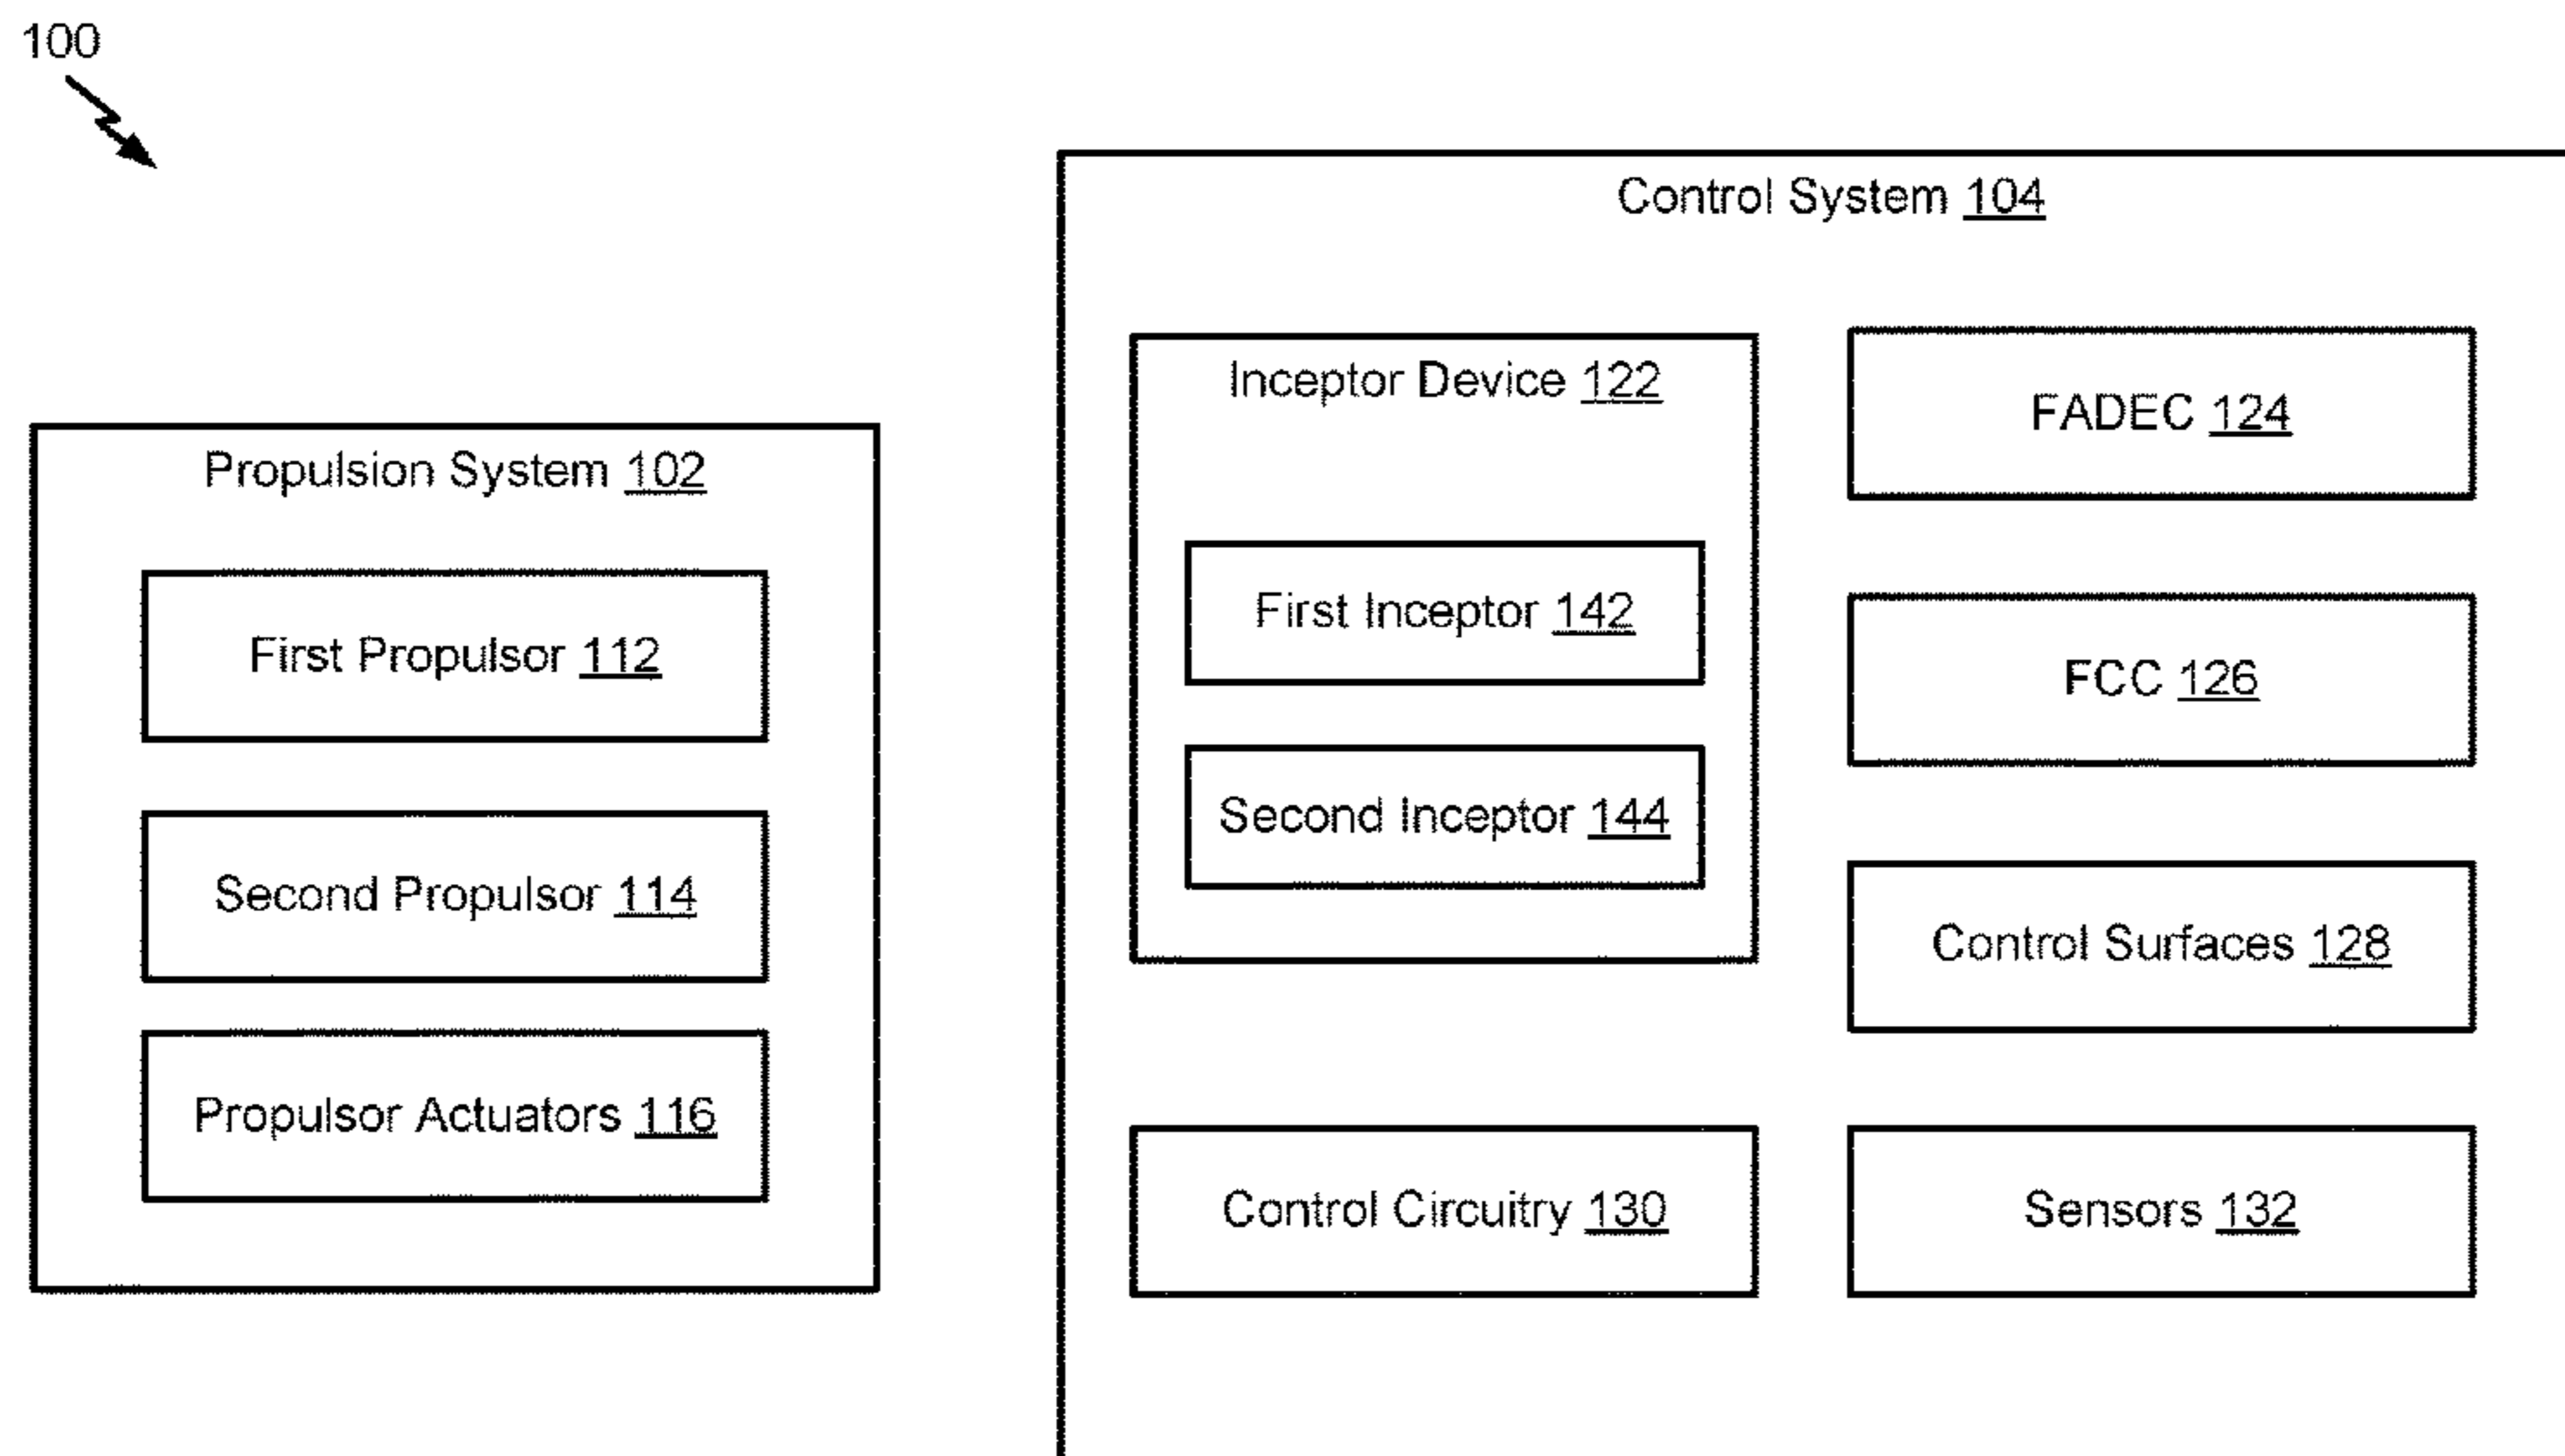 100
Control System 104
Inceptor Device 122
First Inceptor 142
Second Inceptor 144
FADEC 124
FCC 126
Control Surfaces 128
Control Circuitry 130
Sensors 132
Propulsion System 102
First Propulsor 112
Second Propulsor 114
Propulsor Actuators 116